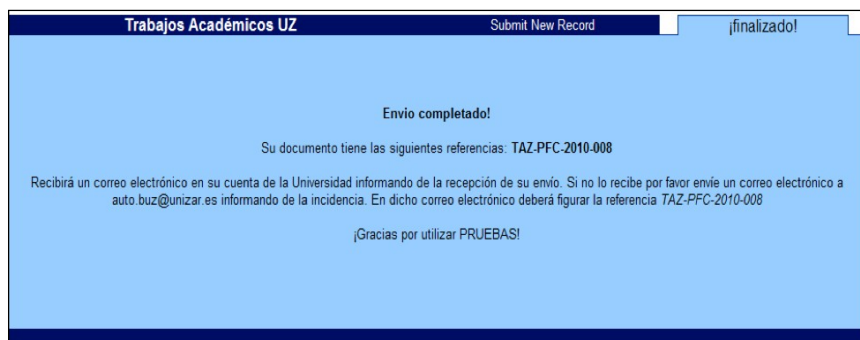 Trabajos Académicos UZ Submit New Record ¡finalizado!
Envio completado!
Su documento tiene las siguientes referencias: TAZ-PFC-2010-008
Recibirá un correo electrónico en su cuenta de la Universidad informando de la recepción de su envío. Si no lo recibe por favor envíe un correo electrónico a
auto.buz@unizar.es informando de la incidencia. En dicho correo electrónico deberá figurar la referencia TAZ-PFC-2010-008
¡Gracias por utilizar PRUEBAS!